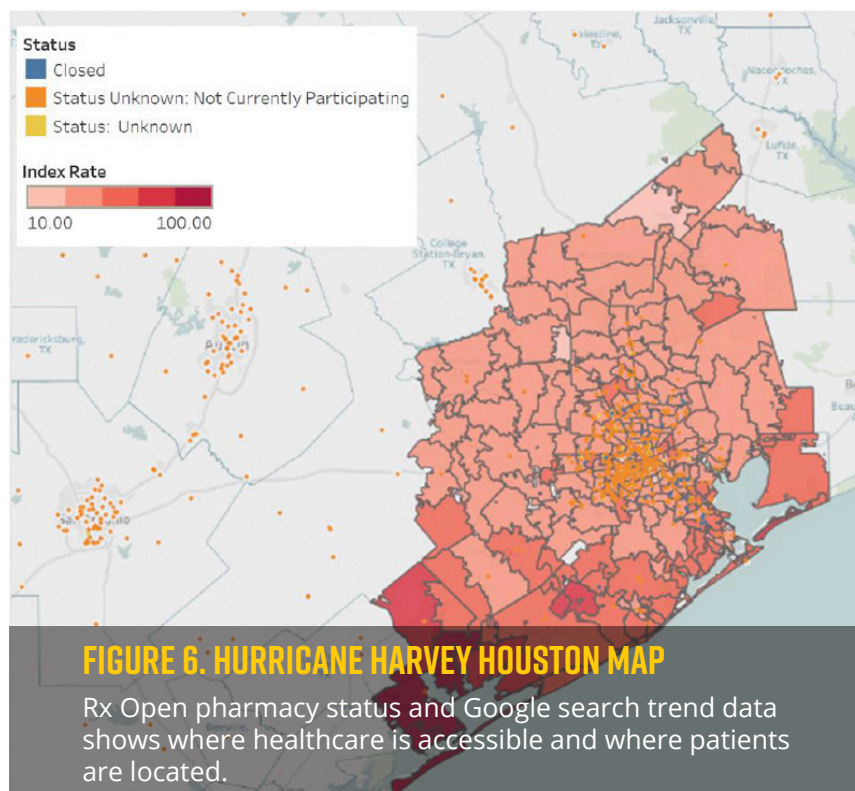 Jacksonville,
TX
Status
Closed
Status Unknown: Not Currently Participating
Status: Unknown
Nacogdoches,
TX
Index Rate
10.00 100.00
Lufkin,
TX
College
Station-Bryan,
TX
TX
Austin
FIGURE 6. HURRICANE HARVEY HOUSTON MAP
Rx Open pharmacy status and Google search trend data
shows where healthcare is accessible and where patients
are located.